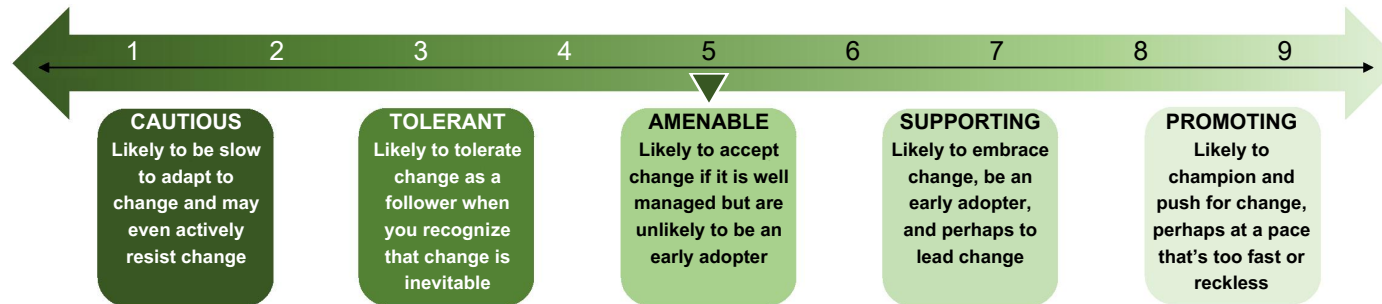 1 2 3 4 5 6 7 8 9
CAUTIOUS
Likely to be slow
to adapt to
change and may
even actively
resist change
TOLERANT
Likely to tolerate
change as a
follower when
you recognize
that change is
inevitable
AMENABLE
Likely to accept
change if it is well
managed but are
unlikely to be an
early adopter
SUPPORTING
Likely to embrace
change, be an
early adopter,
and perhaps to
lead change
PROMOTING
Likely to
champion and
push for change,
perhaps at a pace
that’s too fast or
reckless